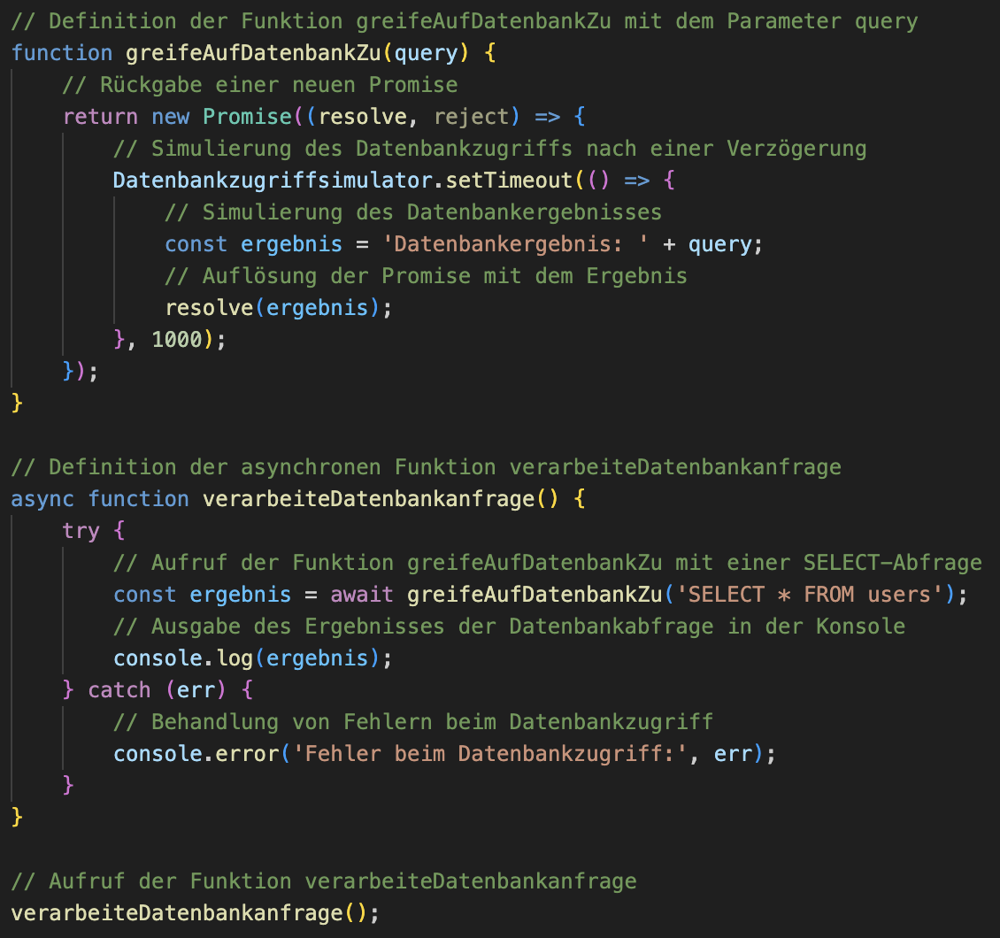 // Definition der Funktion greifeAufDatenbankZu mit dem Parameter query
function greifeAufDatenbankZu(query) {
    // Rückgabe einer neuen Promise
    return new Promise((resolve, reject) => {
        // Simulierung des Datenbankzugriffs nach einer Verzögerung
        Datenbankzugriffsimulator.setTimeout(() => {
            // Simulierung des Datenbankergebnisses
            const ergebnis = 'Datenbankergebnis: ' + query;
            // Auflösung der Promise mit dem Ergebnis
            resolve(ergebnis);
        }, 1000);
    });
}

// Definition der asynchronen Funktion verarbeiteDatenbankanfrage
async function verarbeiteDatenbankanfrage() {
    try {
        // Aufruf der Funktion greifeAufDatenbankZu mit einer SELECT-Abfrage
        const ergebnis = await greifeAufDatenbankZu('SELECT * FROM users');
        // Ausgabe des Ergebnisses der Datenbankabfrage in der Konsole
        console.log(ergebnis);
    } catch (err) {
        // Behandlung von Fehlern beim Datenbankzugriff
        console.error('Fehler beim Datenbankzugriff:', err);
    }
}

// Aufruf der Funktion verarbeiteDatenbankanfrage
verarbeiteDatenbankanfrage();